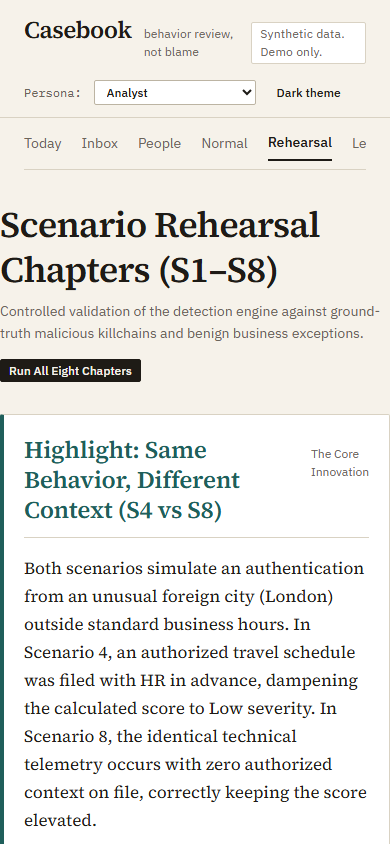 Casebook
behavior review,
not blame
Synthetic data.
Demo only.
Persona:
Analyst
Dark theme
Today Inbox People Normal Rehearsal Le
Scenario Rehearsal
Chapters (S1–S8)
Controlled validation of the detection engine against ground-
truth malicious killchains and benign business exceptions.
Run All Eight Chapters
Highlight: Same
Behavior, Different
Context (S4 vs S8)
The Core
Innovation
Both scenarios simulate an authentication
from an unusual foreign city (London)
outside standard business hours. In
Scenario 4, an authorized travel schedule
was filed with HR in advance, dampening
the calculated score to Low severity. In
Scenario 8, the identical technical
telemetry occurs with zero authorized
context on file, correctly keeping the score
elevated.